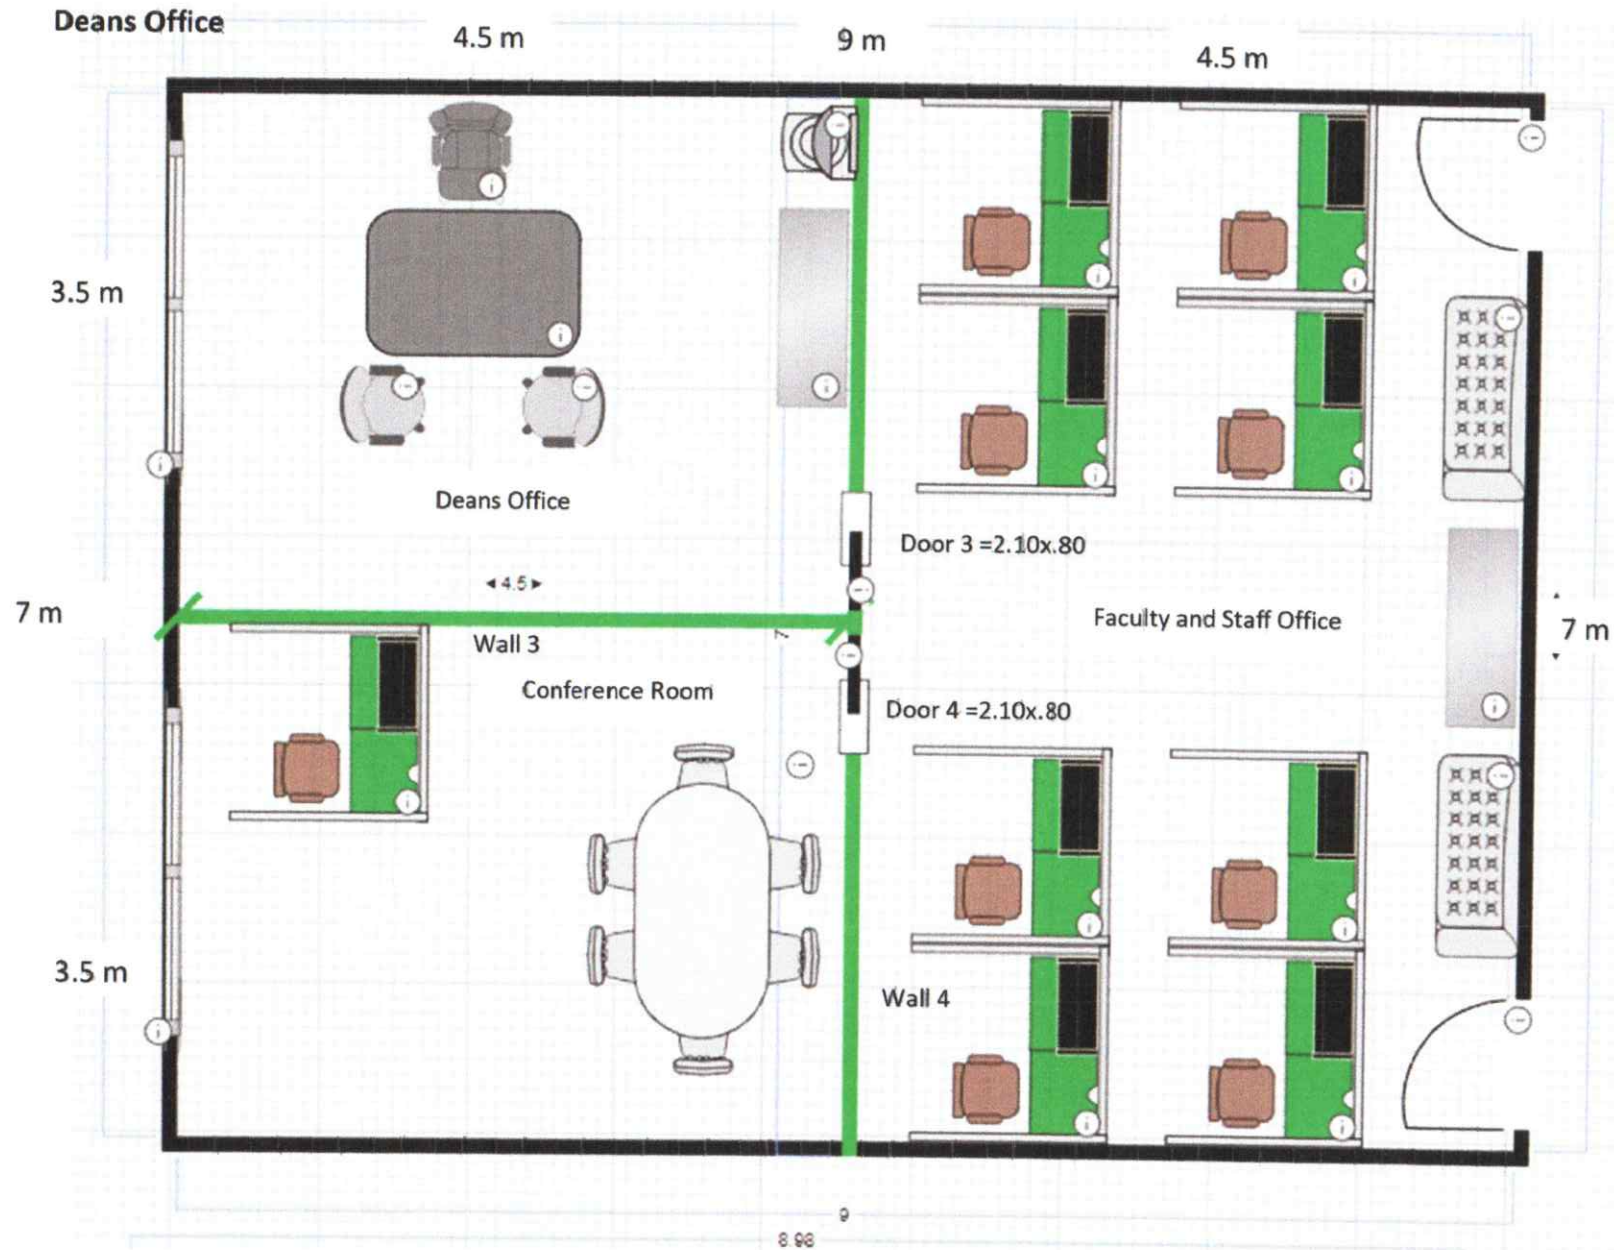 Deans Office
4.5 m
9 m
4.5 m
3.5 m
Deans Office
Door 3 =2.10x.80
◄ 4.5 ►
7 m
Wall 3
7
Faculty and Staff Office
7 m
Conference Room
Door 4 =2.10x.80
3.5 m
Wall 4
9
8.98